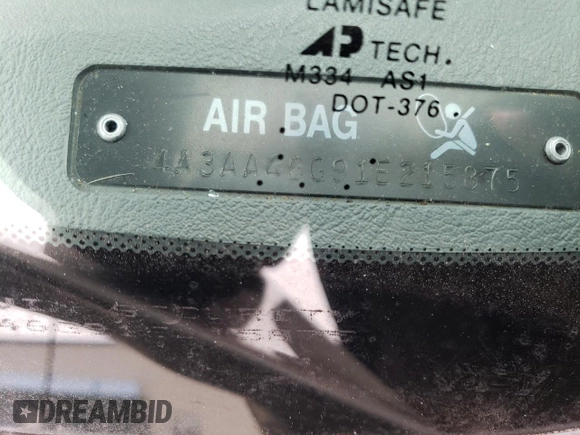 LAMISAFE
AP TECH.
M334 AS1
DOT-376
AIR BAG
4A3AA46G91E215875
DREAMBID